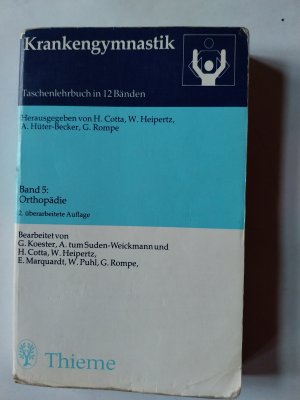 Krankengymnastik
Taschenlehrbuch in 12 Bänden
Herausgegeben von H. Cotta, W. Heipertz,
A. Hüter-Becker, G. Rompe
Band 5:
Orthopädie
2. überarbeitete Auflage
Bearbeitet von
G. Koester, A. tum Suden-Weickmann und
H. Cotta, W. Heipertz,
E. Marquardt, W. Puhl, G. Rompe,
Thieme